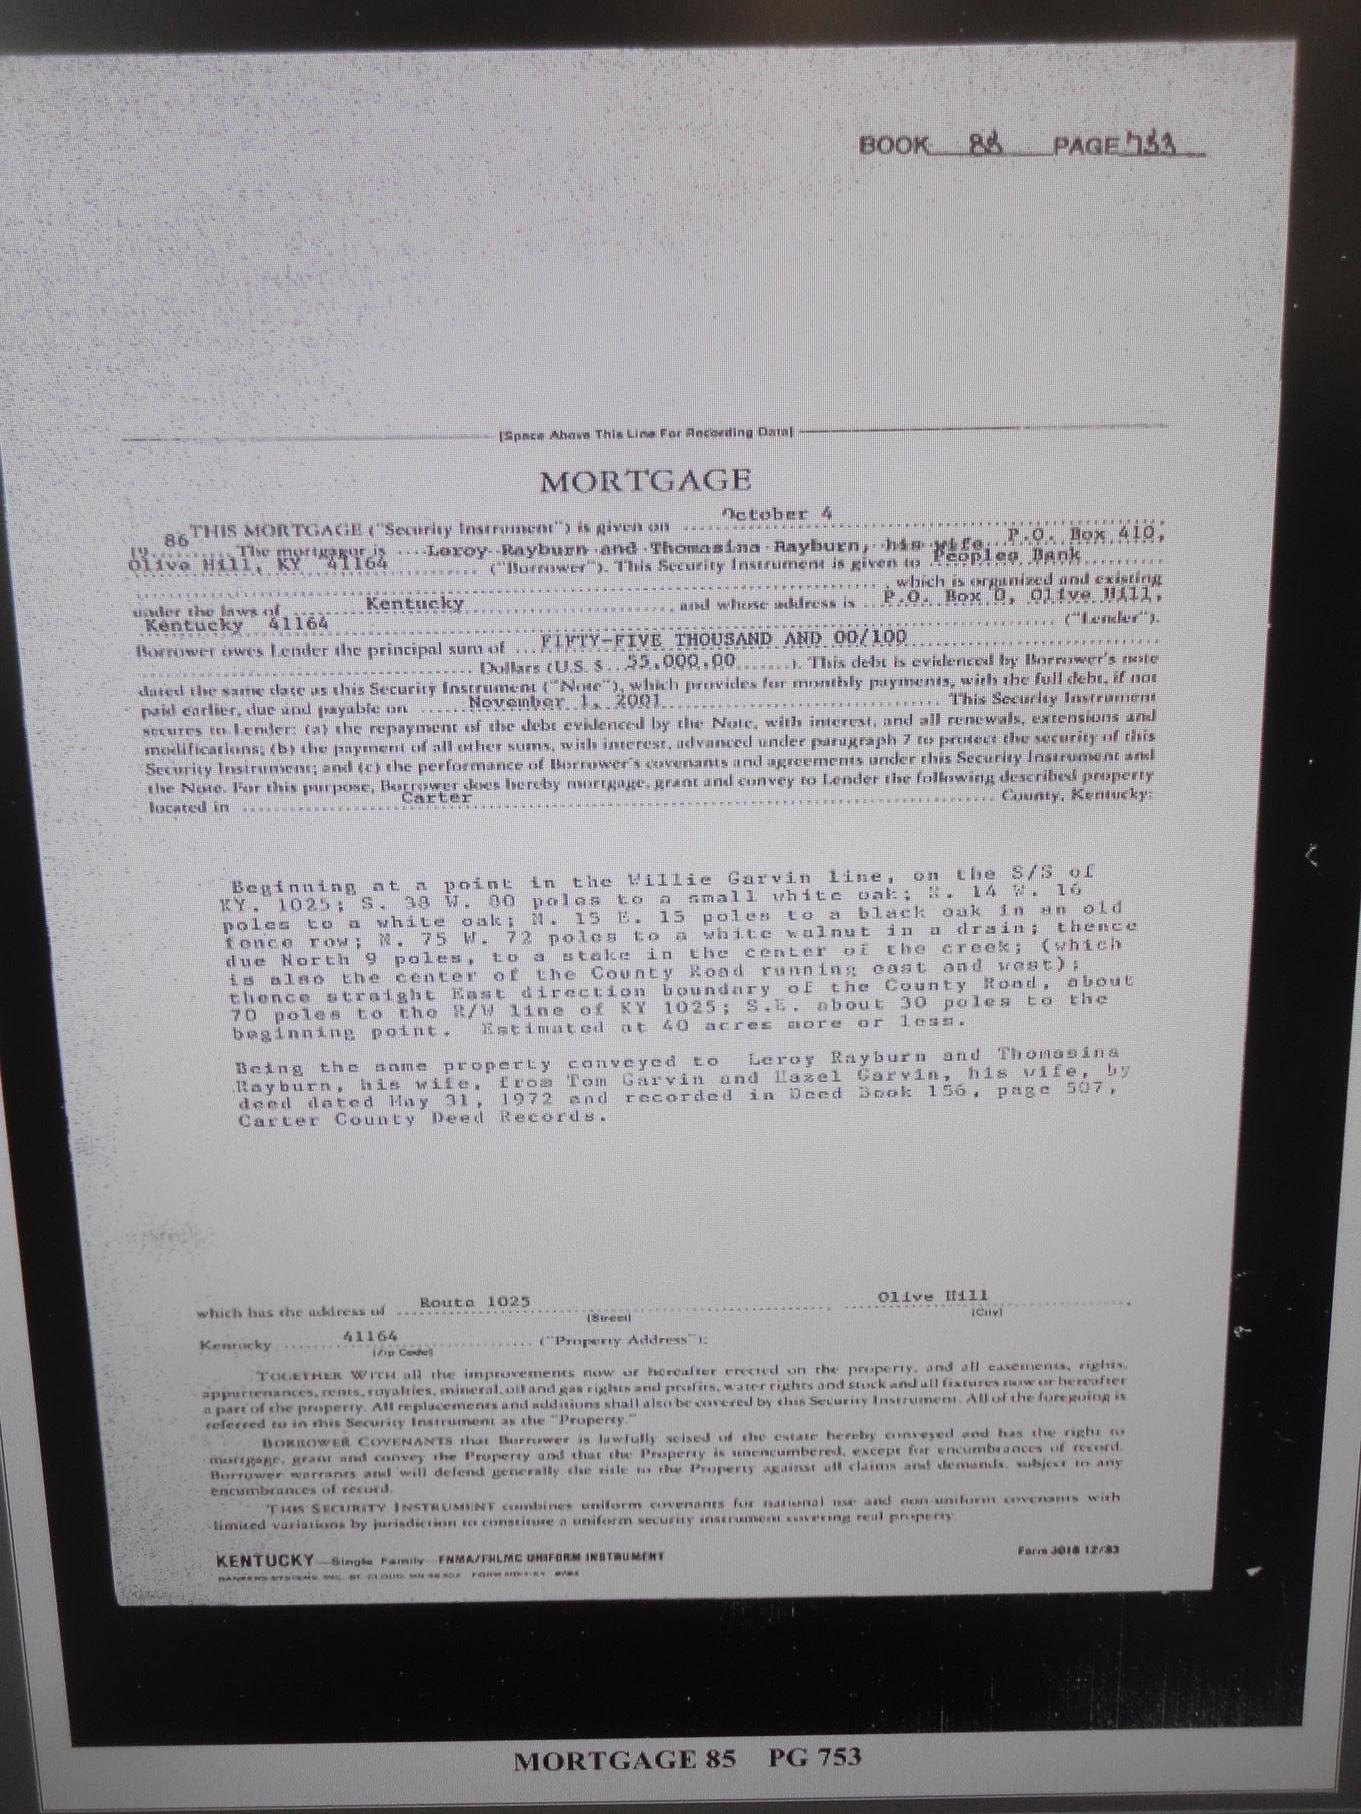 BOOK 85 PAGE 753
[Space Above This Line For Recording Data]
MORTGAGE
THIS MORTGAGE ("Security Instrument") is given on October 4
19 86 The mortgagor is Leroy Rayburn and Thomasina Rayburn, his wife P.O. Box 410,
Olive Hill, KY 41164 ("Borrower"). This Security Instrument is given to Peoples Bank
, which is organized and existing
under the laws of Kentucky, and whose address is P.O. Box D, Olive Hill,
Kentucky 41164 ("Lender").
Borrower owes Lender the principal sum of FIFTY-FIVE THOUSAND AND 00/100
Dollars (U.S. $ 55,000.00 ). This debt is evidenced by Borrower's note
dated the same date as this Security Instrument ("Note"), which provides for monthly payments, with the full debt, if not
paid earlier, due and payable on November 1, 2001 This Security Instrument
secures to Lender: (a) the repayment of the debt evidenced by the Note, with interest, and all renewals, extensions and
modifications; (b) the payment of all other sums, with interest, advanced under paragraph 7 to protect the security of this
Security Instrument; and (c) the performance of Borrower's covenants and agreements under this Security Instrument and
the Note. For this purpose, Borrower does hereby mortgage, grant and convey to Lender the following described property
located in Carter County, Kentucky:
Beginning at a point in the Willie Garvin line, on the S/S of
KY. 1025; S. 38 W. 80 poles to a small white oak; N. 14 W. 16
poles to a white oak; N. 15 E. 15 poles to a black oak in an old
fence row; N. 75 W. 72 poles to a white walnut in a drain; thence
due North 9 poles, to a stake in the center of the creek; (which
is also the center of the County Road running east and west);
thence straight East direction boundary of the County Road, about
70 poles to the R/W line of KY 1025; S.E. about 30 poles to the
beginning point. Estimated at 40 acres more or less.
Being the same property conveyed to Leroy Rayburn and Thomasina
Rayburn, his wife, from Tom Garvin and Hazel Garvin, his wife, by
deed dated May 31, 1972 and recorded in Deed Book 156, page 507,
Carter County Deed Records.
which has the address of Route 1025 Olive Hill
[Street] [City]
Kentucky 41164 ("Property Address");
[Zip Code]
TOGETHER WITH all the improvements now or hereafter erected on the property, and all easements, rights,
appurtenances, rents, royalties, mineral, oil and gas rights and profits, water rights and stock and all fixtures now or hereafter
a part of the property. All replacements and additions shall also be covered by this Security Instrument. All of the foregoing is
referred to in this Security Instrument as the "Property."
BORROWER COVENANTS that Borrower is lawfully seised of the estate hereby conveyed and has the right to
mortgage, grant and convey the Property and that the Property is unencumbered, except for encumbrances of record.
Borrower warrants and will defend generally the title to the Property against all claims and demands, subject to any
encumbrances of record.
THIS SECURITY INSTRUMENT combines uniform covenants for national use and non-uniform covenants with
limited variations by jurisdiction to constitute a uniform security instrument covering real property.
KENTUCKY—Single Family—FNMA/FHLMC UNIFORM INSTRUMENT Form 3018 12/83
BANKERS SYSTEMS, INC., ST. CLOUD, MN
MORTGAGE 85 PG 753